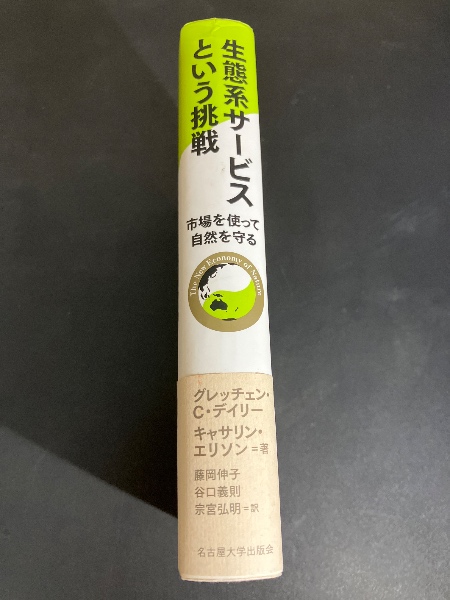 生態系サービス
という挑戦
市場を使って
自然を守る
The New Economy of Nature
グレッチェン・
C・デイリー
キャサリン・
エリソン=著
藤岡伸子
谷口義則
宗宮弘明=訳
名古屋大学出版会